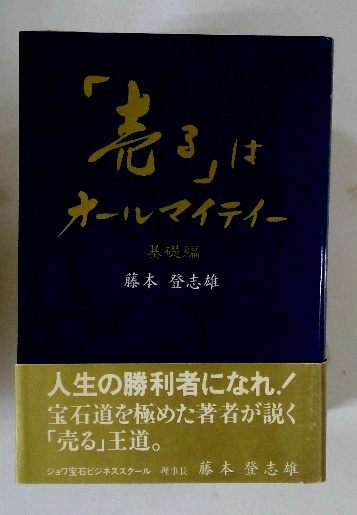 「売る」は
オールマイティー
基礎編
藤本 登志雄
人生の勝利者になれ!
宝石道を極めた著者が説く
「売る」王道。
ジョワ宝石ビジネススクール 理事長 藤本 登志雄